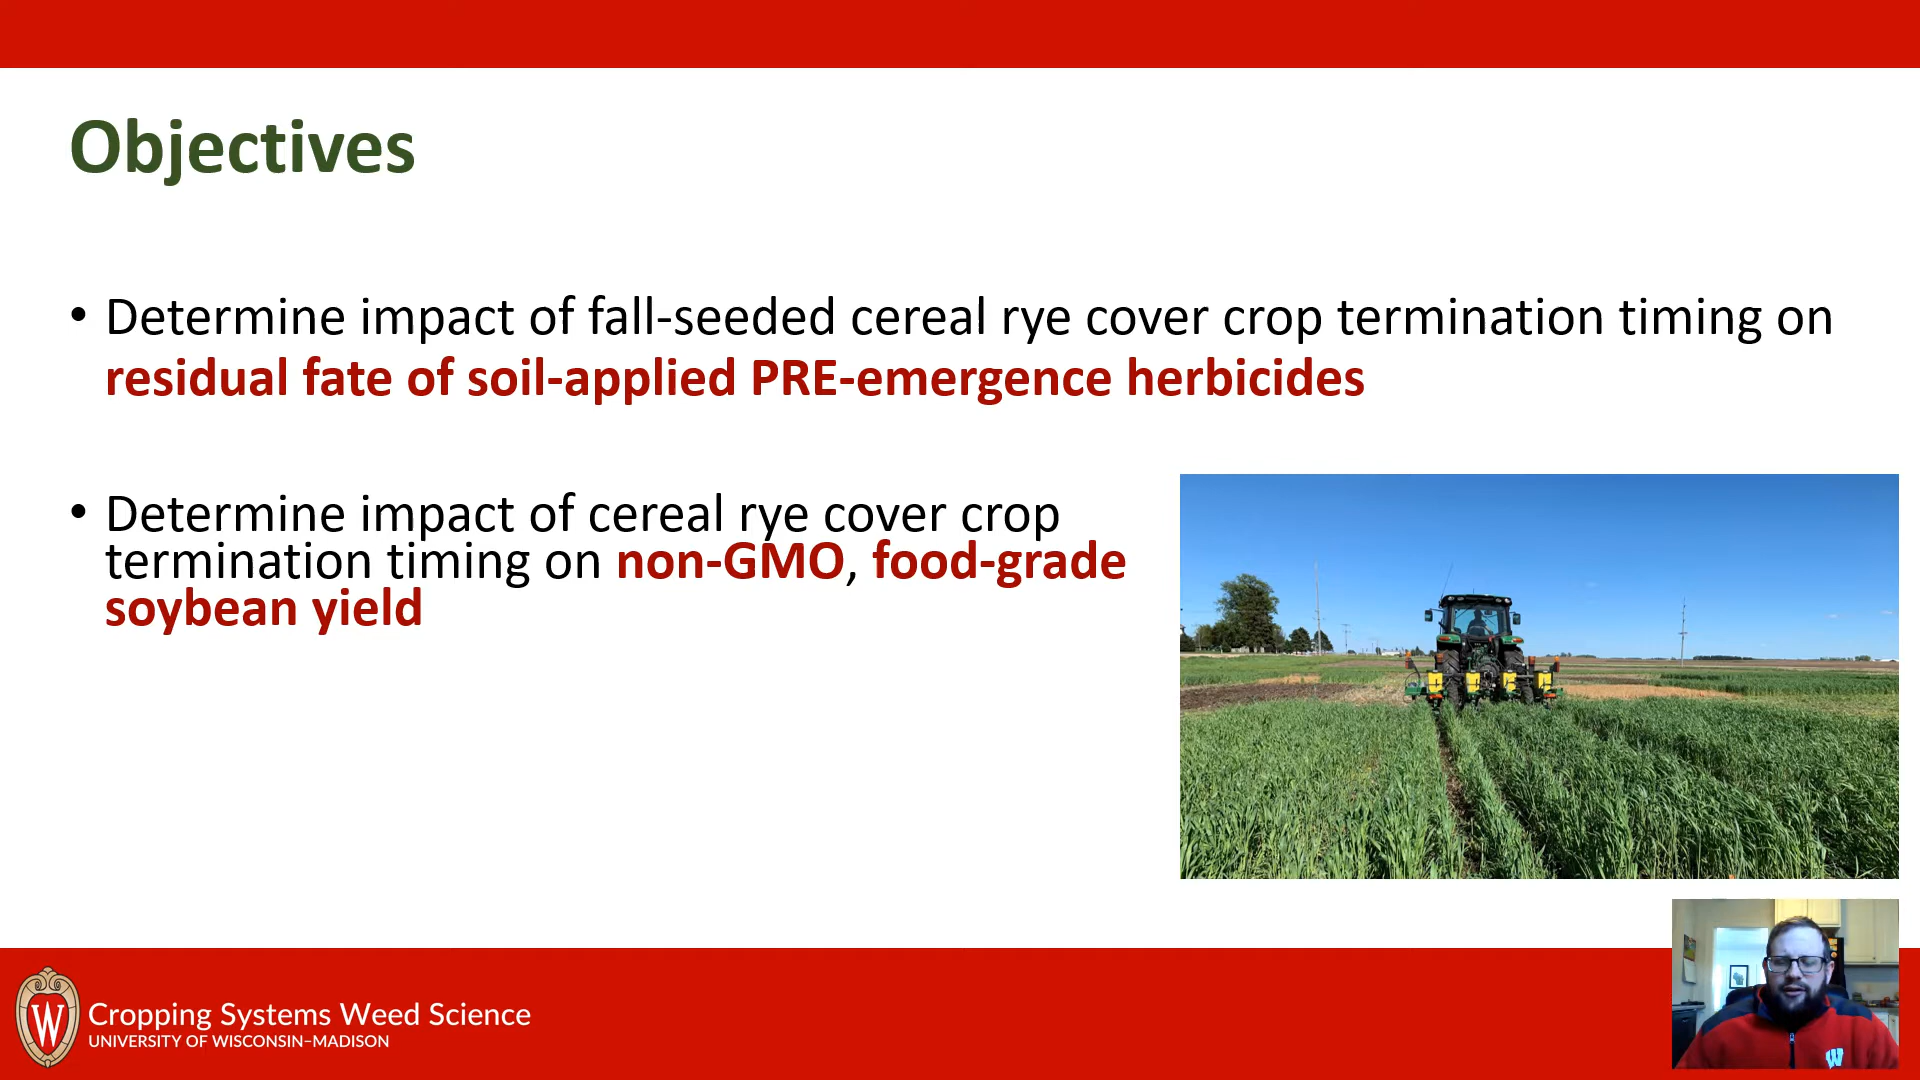 Objectives
• Determine impact of fall-seeded cereal rye cover crop termination timing on
residual fate of soil-applied PRE-emergence herbicides
• Determine impact of cereal rye cover crop
termination timing on non-GMO, food-grade
soybean yield
W
Cropping Systems Weed Science
UNIVERSITY OF WISCONSIN–MADISON
W